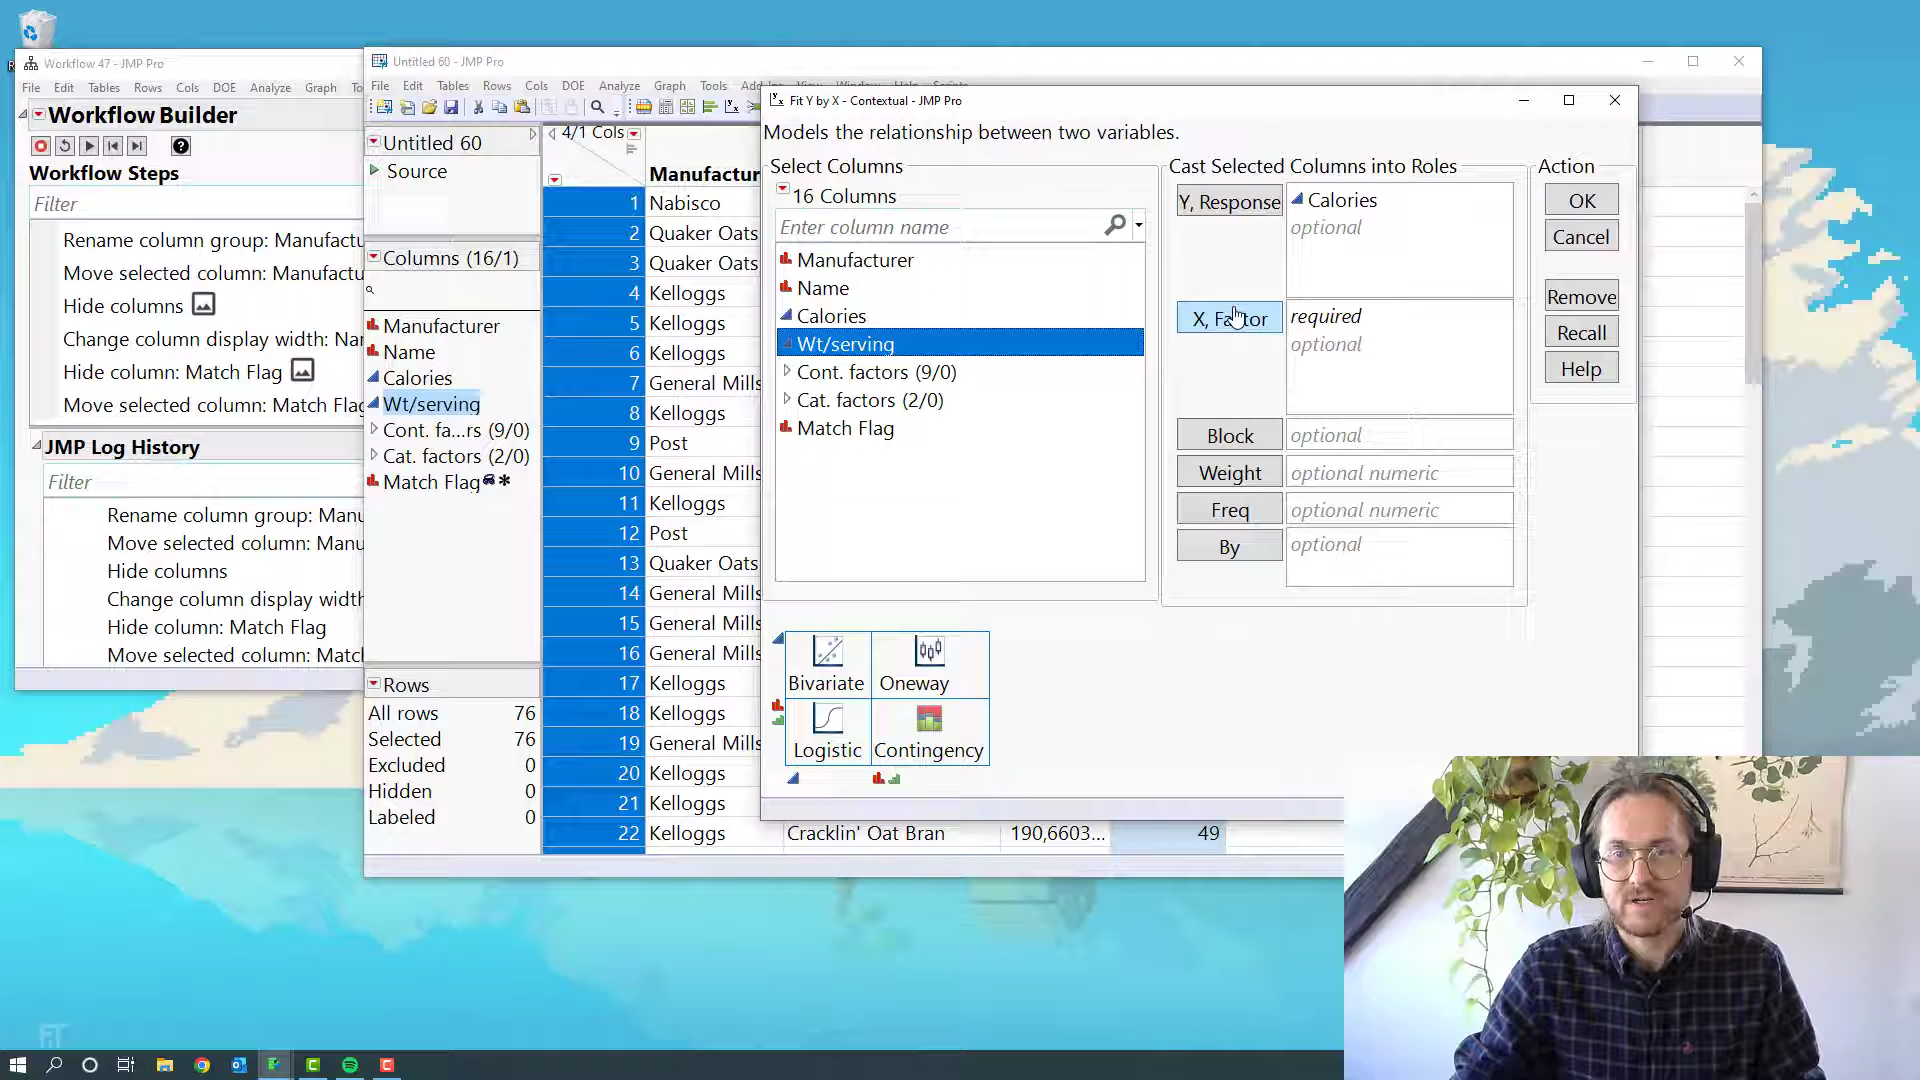 Workflow 47 - JMP Pro
File Edit Tables Rows Cols DOE Analyze Graph
Workflow Builder
Workflow Steps
Filter
Rename column group: Manufactu
Move selected column: Manufactu
Hide columns
Change column display width: Nar
Hide column: Match Flag
Move selected column: Match Flag
JMP Log History
Filter
Rename column group: Manu
Move selected column: Manu
Hide columns
Change column display width
Hide column: Match Flag
Move selected column: Matcl
Untitled 60 - JMP Pro
File Edit Tables Rows Cols DOE Analyze Graph Tools
Untitled 60
Source
Columns (16/1)
Manufacturer
Name
Calories
Wt/serving
Cont. fa...rs (9/0)
Cat. factors (2/0)
Match Flag
Rows
All rows 76
Selected 76
Excluded 0
Hidden 0
Labeled 0
4/1 Cols
Manufactur
1 Nabisco
2 Quaker Oats
3 Quaker Oats
4 Kelloggs
5 Kelloggs
6 Kelloggs
7 General Mills
8 Kelloggs
9 Post
10 General Mills
11 Kelloggs
12 Post
13 Quaker Oats
14 General Mills
15 General Mills
16 General Mills
17 Kelloggs
18 Kelloggs
19 General Mills
20 Kelloggs
21 Kelloggs
22 Kelloggs Cracklin' Oat Bran 190,6603... 49
Fit Y by X - Contextual - JMP Pro
Models the relationship between two variables.
Select Columns
16 Columns
Enter column name
Manufacturer
Name
Calories
Wt/serving
Cont. factors (9/0)
Cat. factors (2/0)
Match Flag
Cast Selected Columns into Roles
Y, Response Calories
optional
X, Factor required
optional
Block optional
Weight optional numeric
Freq optional numeric
By optional
Action
OK
Cancel
Remove
Recall
Help
Bivariate Oneway
Logistic Contingency